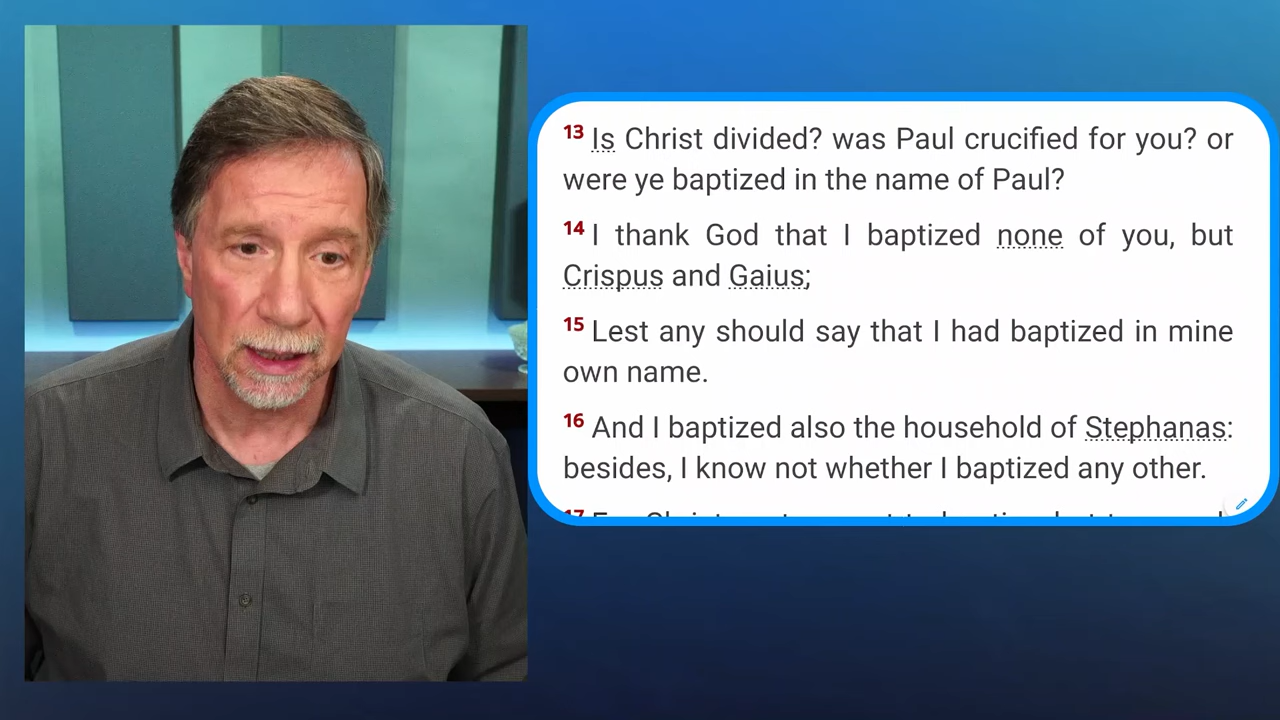 13 Is Christ divided? was Paul crucified for you? or
were ye baptized in the name of Paul?
14 I thank God that I baptized none of you, but
Crispus and Gaius;
15 Lest any should say that I had baptized in mine
own name.
16 And I baptized also the household of Stephanas:
besides, I know not whether I baptized any other.